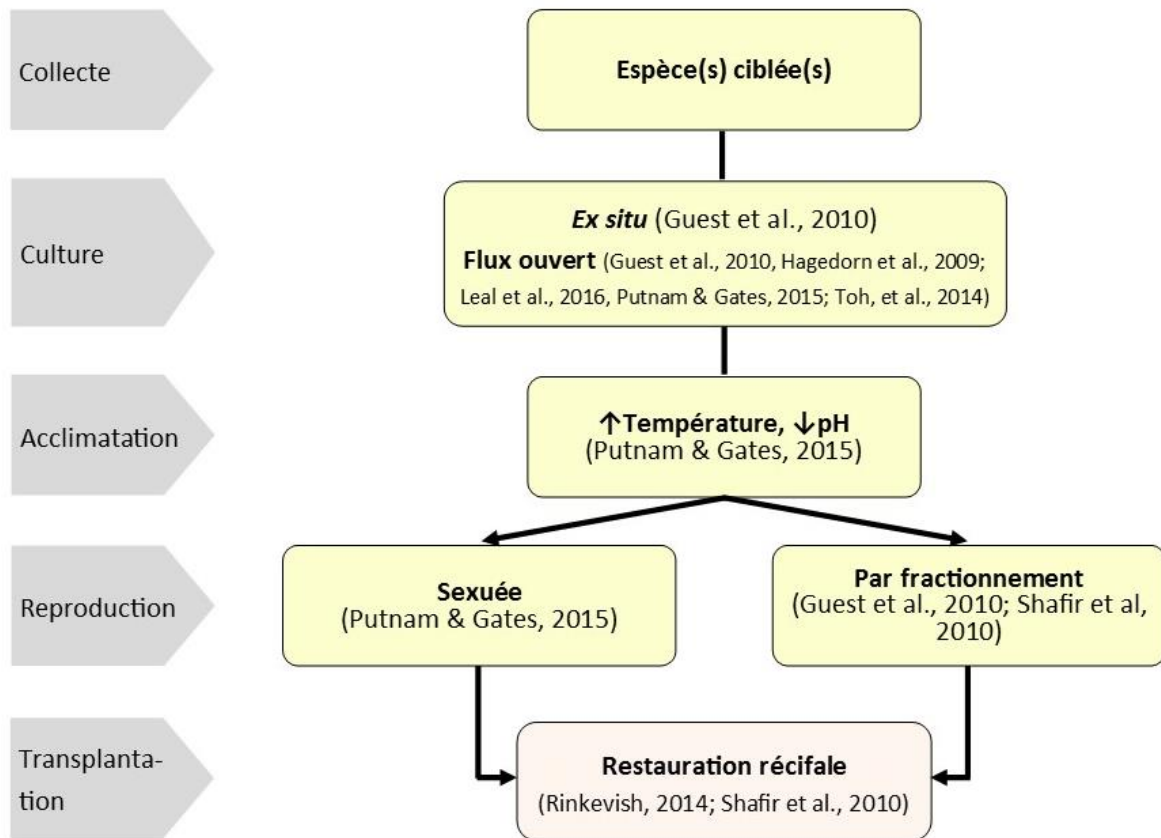 Collecte
Espèce(s) ciblée(s)
Culture
Ex situ (Guest et al., 2010)
Flux ouvert (Guest et al., 2010, Hagedorn et al., 2009;
Leal et al., 2016, Putnam & Gates, 2015; Toh, et al., 2014)
Acclimatation
↑Température, ↓pH
(Putnam & Gates, 2015)
Reproduction
Sexuée
(Putnam & Gates, 2015)
Par fractionnement
(Guest et al., 2010; Shafir et al,
2010)
Transplanta-
tion
Restauration récifale
(Rinkevish, 2014; Shafir et al., 2010)